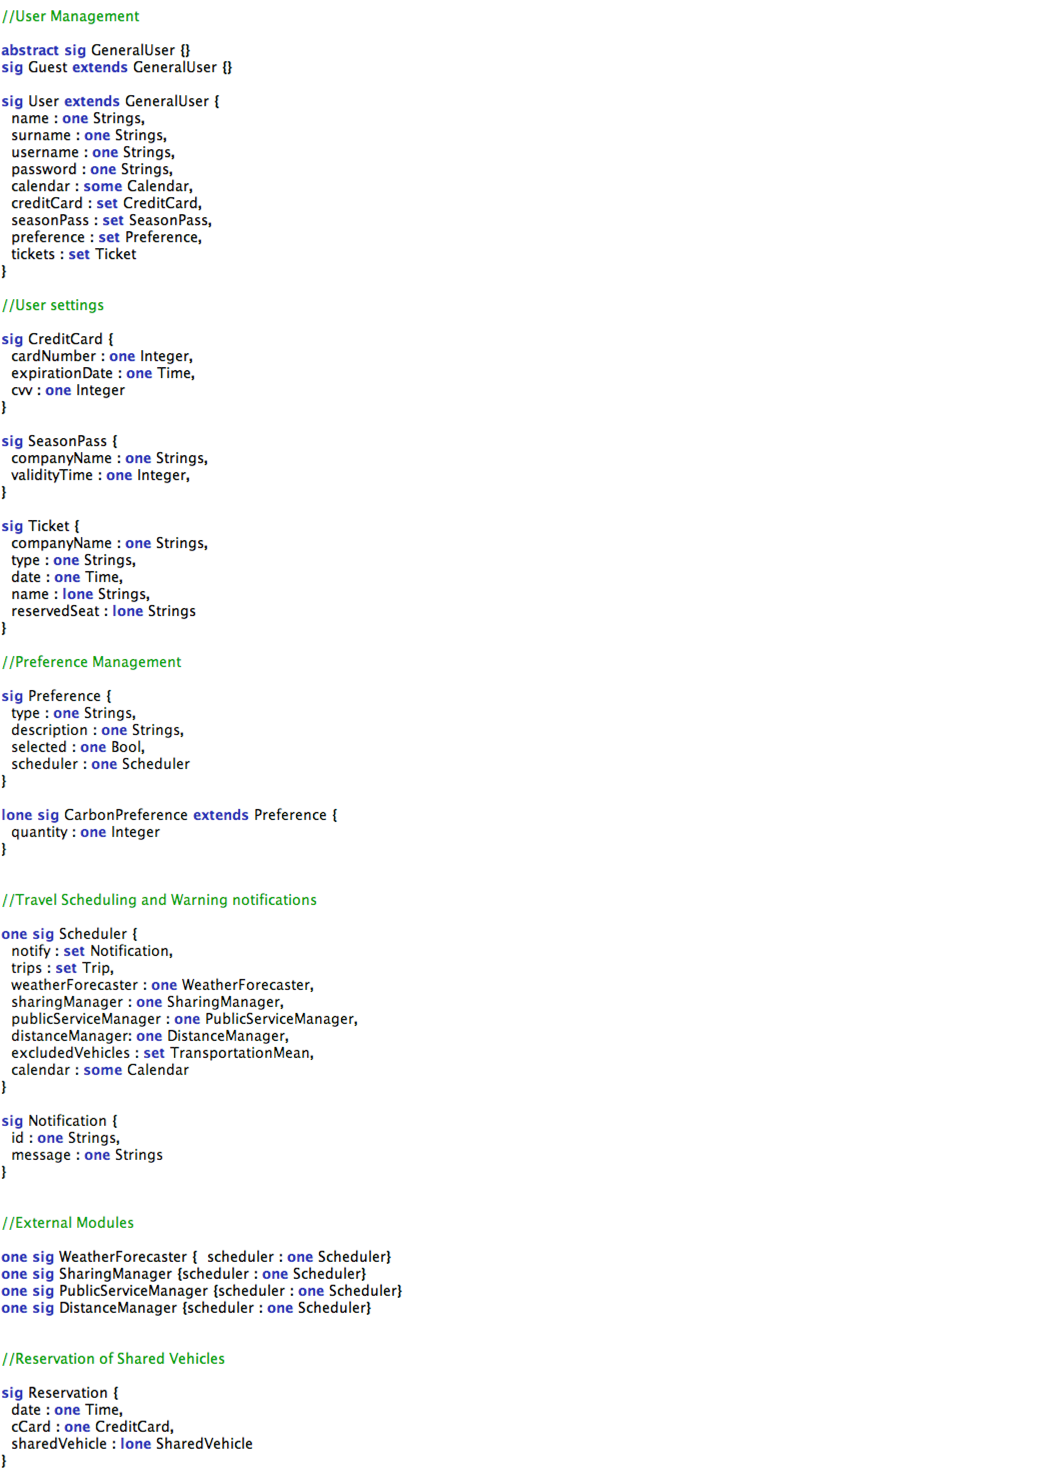 //User Management
abstract sig GeneralUser {}
sig Guest extends GeneralUser {}
sig User extends GeneralUser {
name : one Strings,
surname : one Strings,
username : one Strings,
password : one Strings,
calendar : some Calendar,
creditCard : set CreditCard,
seasonPass : set SeasonPass,
preference : set Preference,
tickets : set Ticket
}
//User settings
sig CreditCard {
cardNumber : one Integer,
expirationDate : one Time,
cvv : one Integer
}
sig SeasonPass {
companyName : one Strings,
validityTime : one Integer,
}
sig Ticket {
companyName : one Strings,
type : one Strings,
date : one Time,
name : lone Strings,
reservedSeat : lone Strings
}
//Preference Management
sig Preference {
type : one Strings,
description : one Strings,
selected : one Bool,
scheduler : one Scheduler
}
lone sig CarbonPreference extends Preference {
quantity : one Integer
}
//Travel Scheduling and Warning notifications
one sig Scheduler {
notify : set Notification,
trips : set Trip,
weatherForecaster : one WeatherForecaster,
sharingManager : one SharingManager,
publicServiceManager : one PublicServiceManager,
distanceManager: one DistanceManager,
excludedVehicles : set TransportationMean,
calendar : some Calendar
}
sig Notification {
id : one Strings,
message : one Strings
}
//External Modules
one sig WeatherForecaster {  scheduler : one Scheduler}
one sig SharingManager {scheduler : one Scheduler}
one sig PublicServiceManager {scheduler : one Scheduler}
one sig DistanceManager {scheduler : one Scheduler}
//Reservation of Shared Vehicles
sig Reservation {
date : one Time,
cCard : one CreditCard,
sharedVehicle : lone SharedVehicle
}